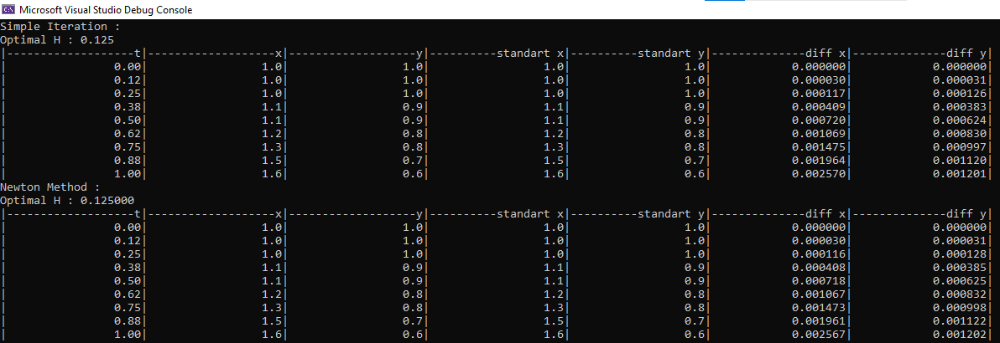 Microsoft Visual Studio Debug Console
Simple Iteration :
Optimal H : 0.125
|------------------t|------------------x|------------------y|----------standart x|----------standart y|-------------diff x|-------------diff y|
| 0.00| 1.0| 1.0| 1.0| 1.0| 0.000000| 0.000000|
| 0.12| 1.0| 1.0| 1.0| 1.0| 0.000030| 0.000031|
| 0.25| 1.0| 1.0| 1.0| 1.0| 0.000117| 0.000126|
| 0.38| 1.1| 0.9| 1.1| 0.9| 0.000409| 0.000383|
| 0.50| 1.1| 0.9| 1.1| 0.9| 0.000720| 0.000624|
| 0.62| 1.2| 0.8| 1.2| 0.8| 0.001069| 0.000830|
| 0.75| 1.3| 0.8| 1.3| 0.8| 0.001475| 0.000997|
| 0.88| 1.5| 0.7| 1.5| 0.7| 0.001964| 0.001120|
| 1.00| 1.6| 0.6| 1.6| 0.6| 0.002570| 0.001201|
Newton Method :
Optimal H : 0.125000
|------------------t|------------------x|------------------y|----------standart x|----------standart y|-------------diff x|-------------diff y|
| 0.00| 1.0| 1.0| 1.0| 1.0| 0.000000| 0.000000|
| 0.12| 1.0| 1.0| 1.0| 1.0| 0.000030| 0.000031|
| 0.25| 1.0| 1.0| 1.0| 1.0| 0.000116| 0.000128|
| 0.38| 1.1| 0.9| 1.1| 0.9| 0.000408| 0.000385|
| 0.50| 1.1| 0.9| 1.1| 0.9| 0.000718| 0.000625|
| 0.62| 1.2| 0.8| 1.2| 0.8| 0.001067| 0.000832|
| 0.75| 1.3| 0.8| 1.3| 0.8| 0.001473| 0.000998|
| 0.88| 1.5| 0.7| 1.5| 0.7| 0.001961| 0.001122|
| 1.00| 1.6| 0.6| 1.6| 0.6| 0.002567| 0.001202|